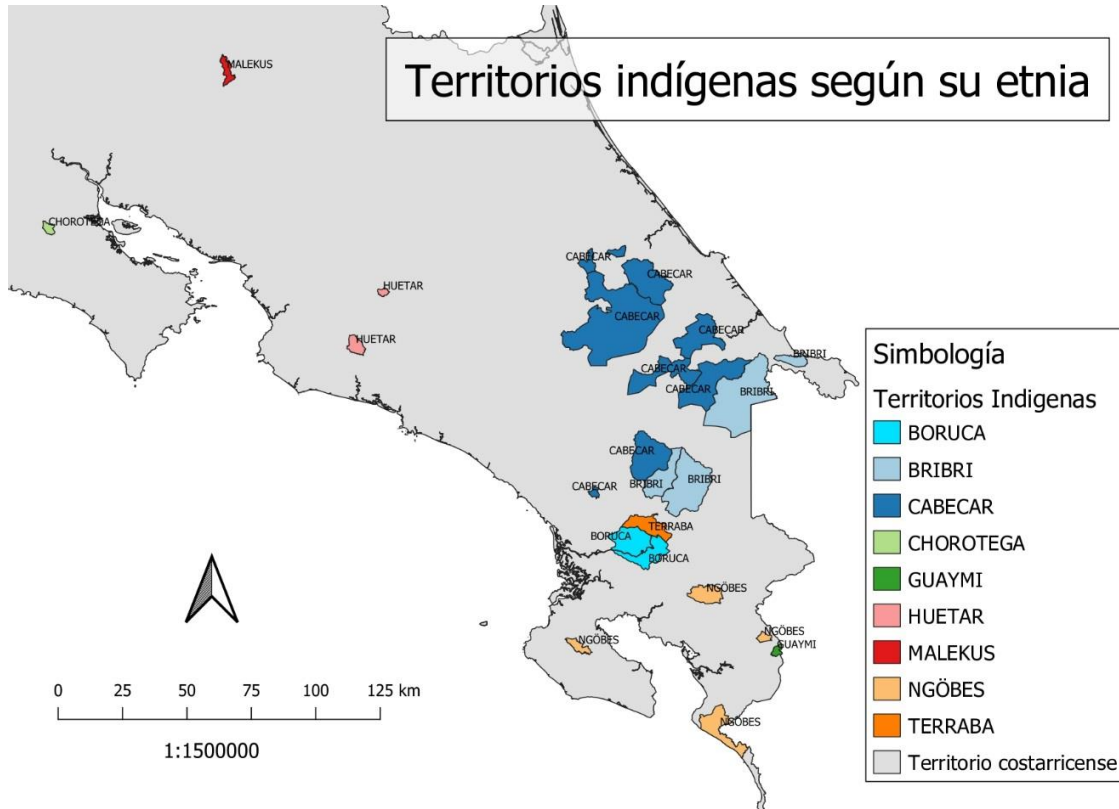 Territorios indígenas según su etnia
MALEKUS
CHOROTEGA
HUETAR
HUETAR
CABECAR
CABECAR
CABECAR
CABECAR
CABECAR
CABECAR
BRIBRI
BRIBRI
CABECAR
BRIBRI
BRIBRI
CABECAR
TERRABA
BORUCA
BORUCA
NGÖBES
NGÖBES
NGÖBES
GUAYMI
NGÖBES
0 25 50 75 100 125 km
1:1500000
Simbología
Territorios Indigenas
BORUCA
BRIBRI
CABECAR
CHOROTEGA
GUAYMI
HUETAR
MALEKUS
NGÖBES
TERRABA
Territorio costarricense